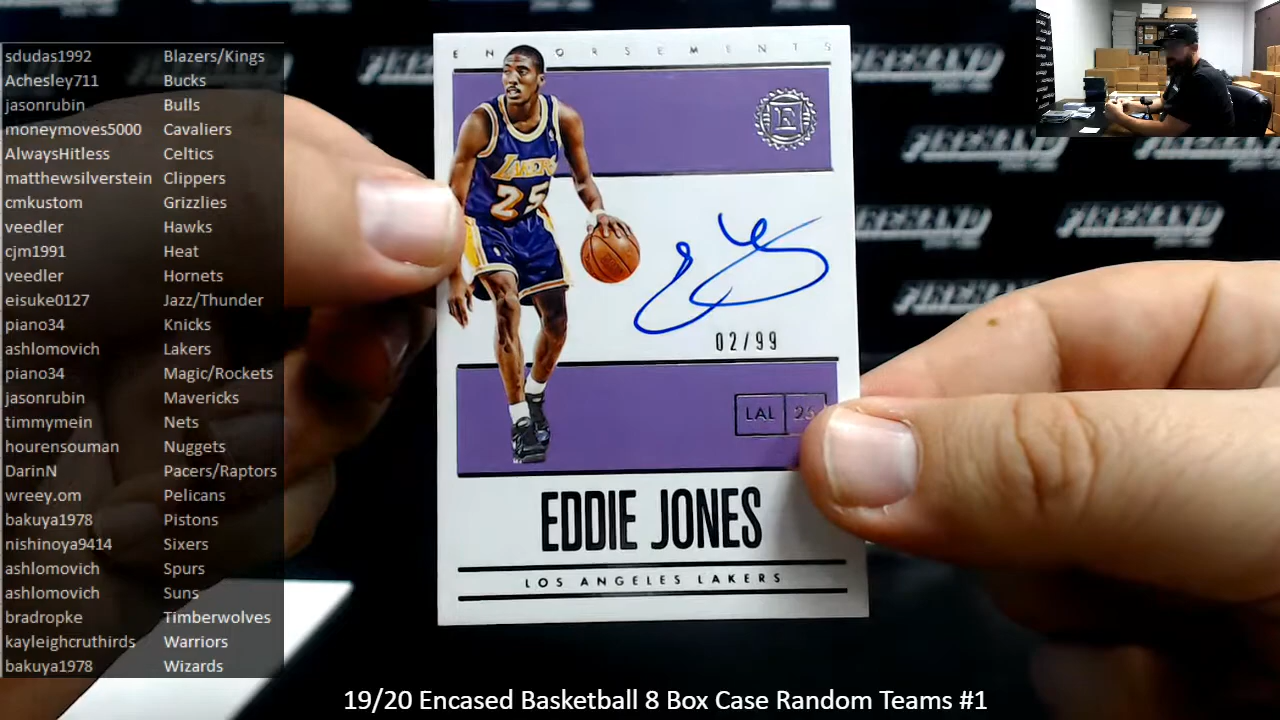 sdudas1992 Blazers/Kings
Achesley711 Bucks
jasonrubin Bulls
moneymoves5000 Cavaliers
AlwaysHitless Celtics
matthewsilverstein Clippers
cmkustom Grizzlies
veedler Hawks
cjm1991 Heat
veedler Hornets
eisuke0127 Jazz/Thunder
piano34 Knicks
ashlomovich Lakers
piano34 Magic/Rockets
jasonrubin Mavericks
timmymein Nets
hourensouman Nuggets
DarinN Pacers/Raptors
wreey.om Pelicans
bakuya1978 Pistons
nishinoya9414 Sixers
ashlomovich Spurs
ashlomovich Suns
bradropke Timberwolves
kayleighcruthirds Warriors
bakuya1978 Wizards
ENDORSEMENTS
E
LAKERS
25
02/99
LAL 25
EDDIE JONES
LOS ANGELES LAKERS
FIREHAND
FIREHAND
FIREHAND
FIREHAND
19/20 Encased Basketball 8 Box Case Random Teams #1